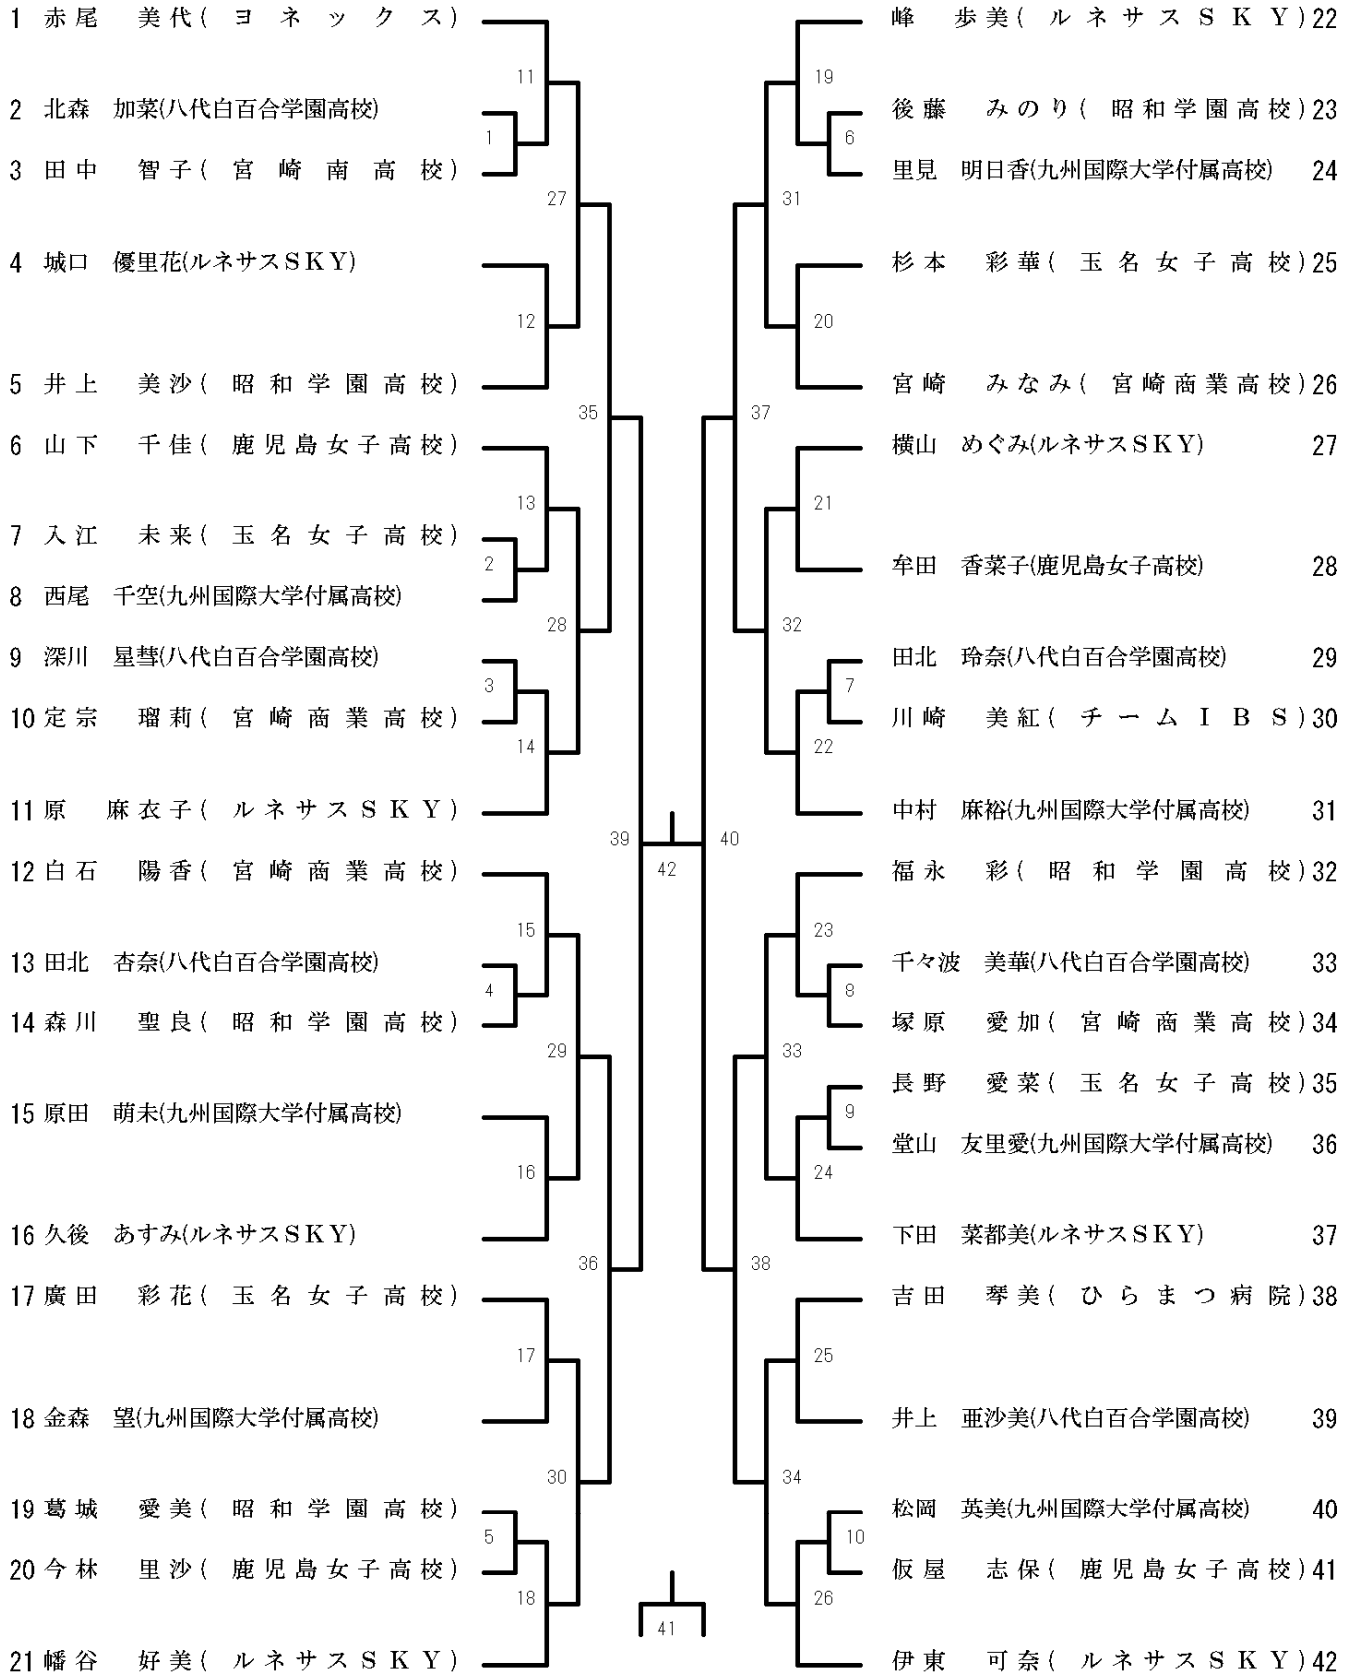 1 赤尾 美代(ヨネックス)
2 北森 加菜(八代白百合学園高校)
3 田中 智子(宮崎南高校)
4 城口 優里花(ルネサスSKY)
5 井上 美沙(昭和学園高校)
6 山下 千佳(鹿児島女子高校)
7 入江 未来(玉名女子高校)
8 西尾 千空(九州国際大学付属高校)
9 深川 星彗(八代白百合学園高校)
10 定宗 瑠莉(宮崎商業高校)
11 原 麻衣子(ルネサスSKY)
12 白石 陽香(宮崎商業高校)
13 田北 杏奈(八代白百合学園高校)
14 森川 聖良(昭和学園高校)
15 原田 萌未(九州国際大学付属高校)
16 久後 あすみ(ルネサスSKY)
17 廣田 彩花(玉名女子高校)
18 金森 望(九州国際大学付属高校)
19 葛城 愛美(昭和学園高校)
20 今林 里沙(鹿児島女子高校)
21 幡谷 好美(ルネサスSKY)
1
2
3
4
5
11
12
13
14
15
16
17
18
27
28
29
30
35
36
39
42
41
40
37
38
31
32
33
34
19
20
21
22
23
24
25
26
6
7
8
9
10
峰 歩美(ルネサスSKY) 22
後藤 みのり(昭和学園高校) 23
里見 明日香(九州国際大学付属高校) 24
杉本 彩華(玉名女子高校) 25
宮崎 みなみ(宮崎商業高校) 26
横山 めぐみ(ルネサスSKY) 27
牟田 香菜子(鹿児島女子高校) 28
田北 玲奈(八代白百合学園高校) 29
川崎 美紅(チームIBS) 30
中村 麻裕(九州国際大学付属高校) 31
福永 彩(昭和学園高校) 32
千々波 美華(八代白百合学園高校) 33
塚原 愛加(宮崎商業高校) 34
長野 愛菜(玉名女子高校) 35
堂山 友里愛(九州国際大学付属高校) 36
下田 菜都美(ルネサスSKY) 37
吉田 琴美(ひらまつ病院) 38
井上 亜沙美(八代白百合学園高校) 39
松岡 英美(九州国際大学付属高校) 40
仮屋 志保(鹿児島女子高校) 41
伊東 可奈(ルネサスSKY) 42